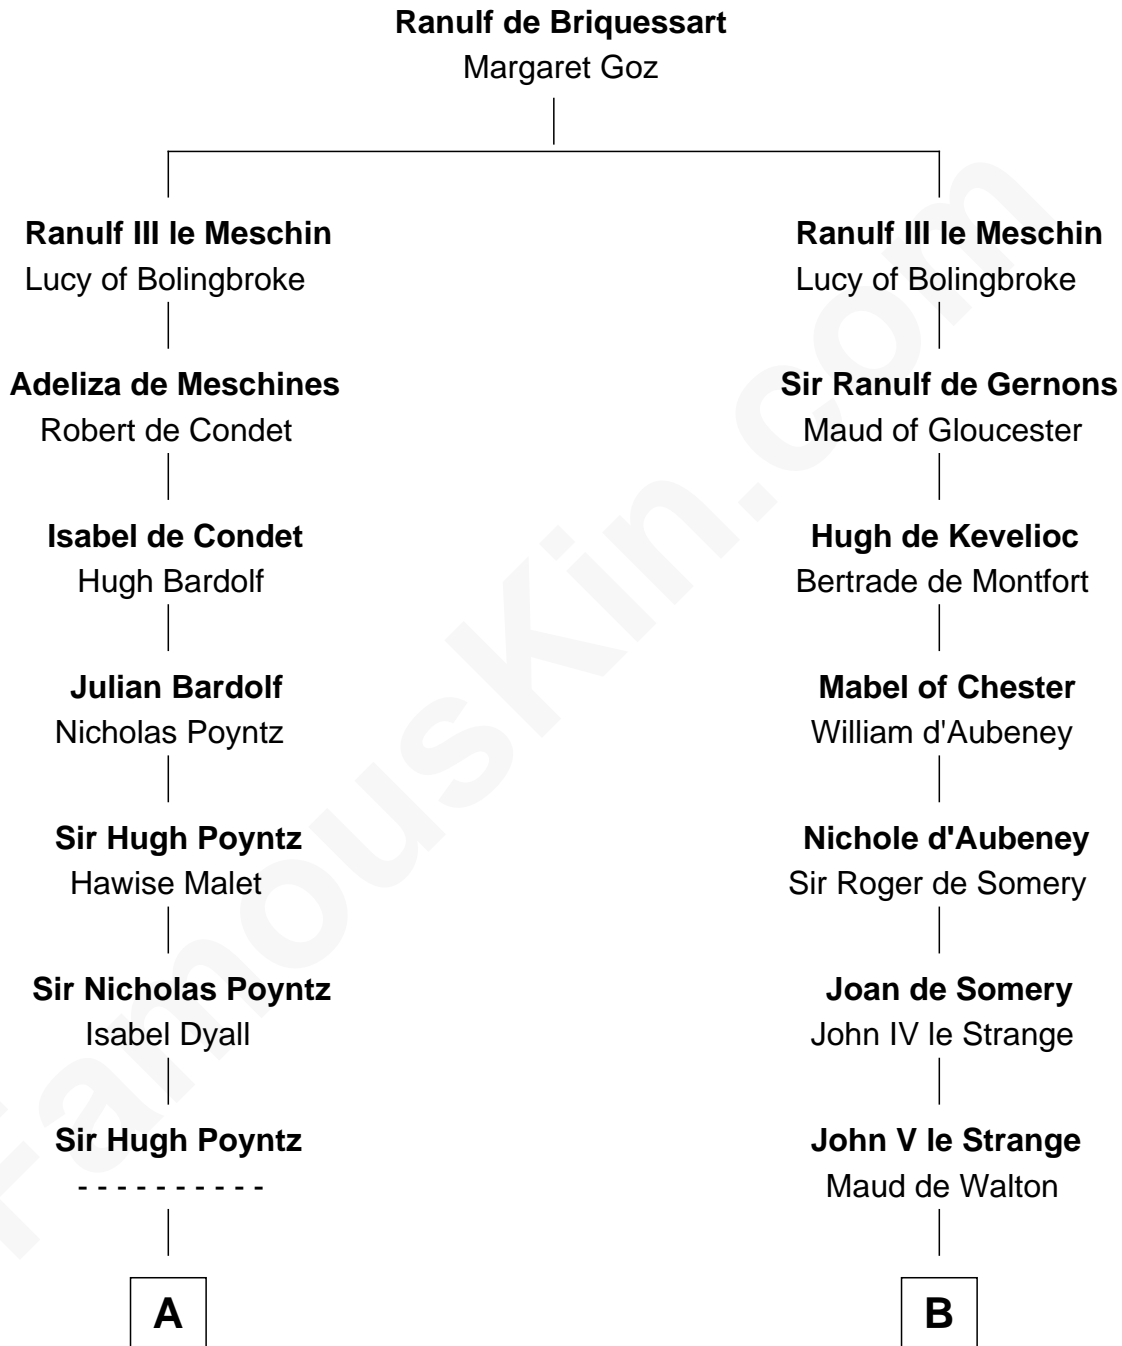 Ranulf de Briquessart
Margaret Goz
Ranulf III le Meschin
Lucy of Bolingbroke
Adeliza de Meschines
Robert de Condet
Isabel de Condet
Hugh Bardolf
Julian Bardolf
Nicholas Poyntz
Sir Hugh Poyntz
Hawise Malet
Sir Nicholas Poyntz
Isabel Dyall
Sir Hugh Poyntz
- - - - - - - - - -
A
Ranulf III le Meschin
Lucy of Bolingbroke
Sir Ranulf de Gernons
Maud of Gloucester
Hugh de Kevelioc
Bertrade de Montfort
Mabel of Chester
William d'Aubeney
Nichole d'Aubeney
Sir Roger de Somery
Joan de Somery
John IV le Strange
John V le Strange
Maud de Walton
B
FamousKin.com